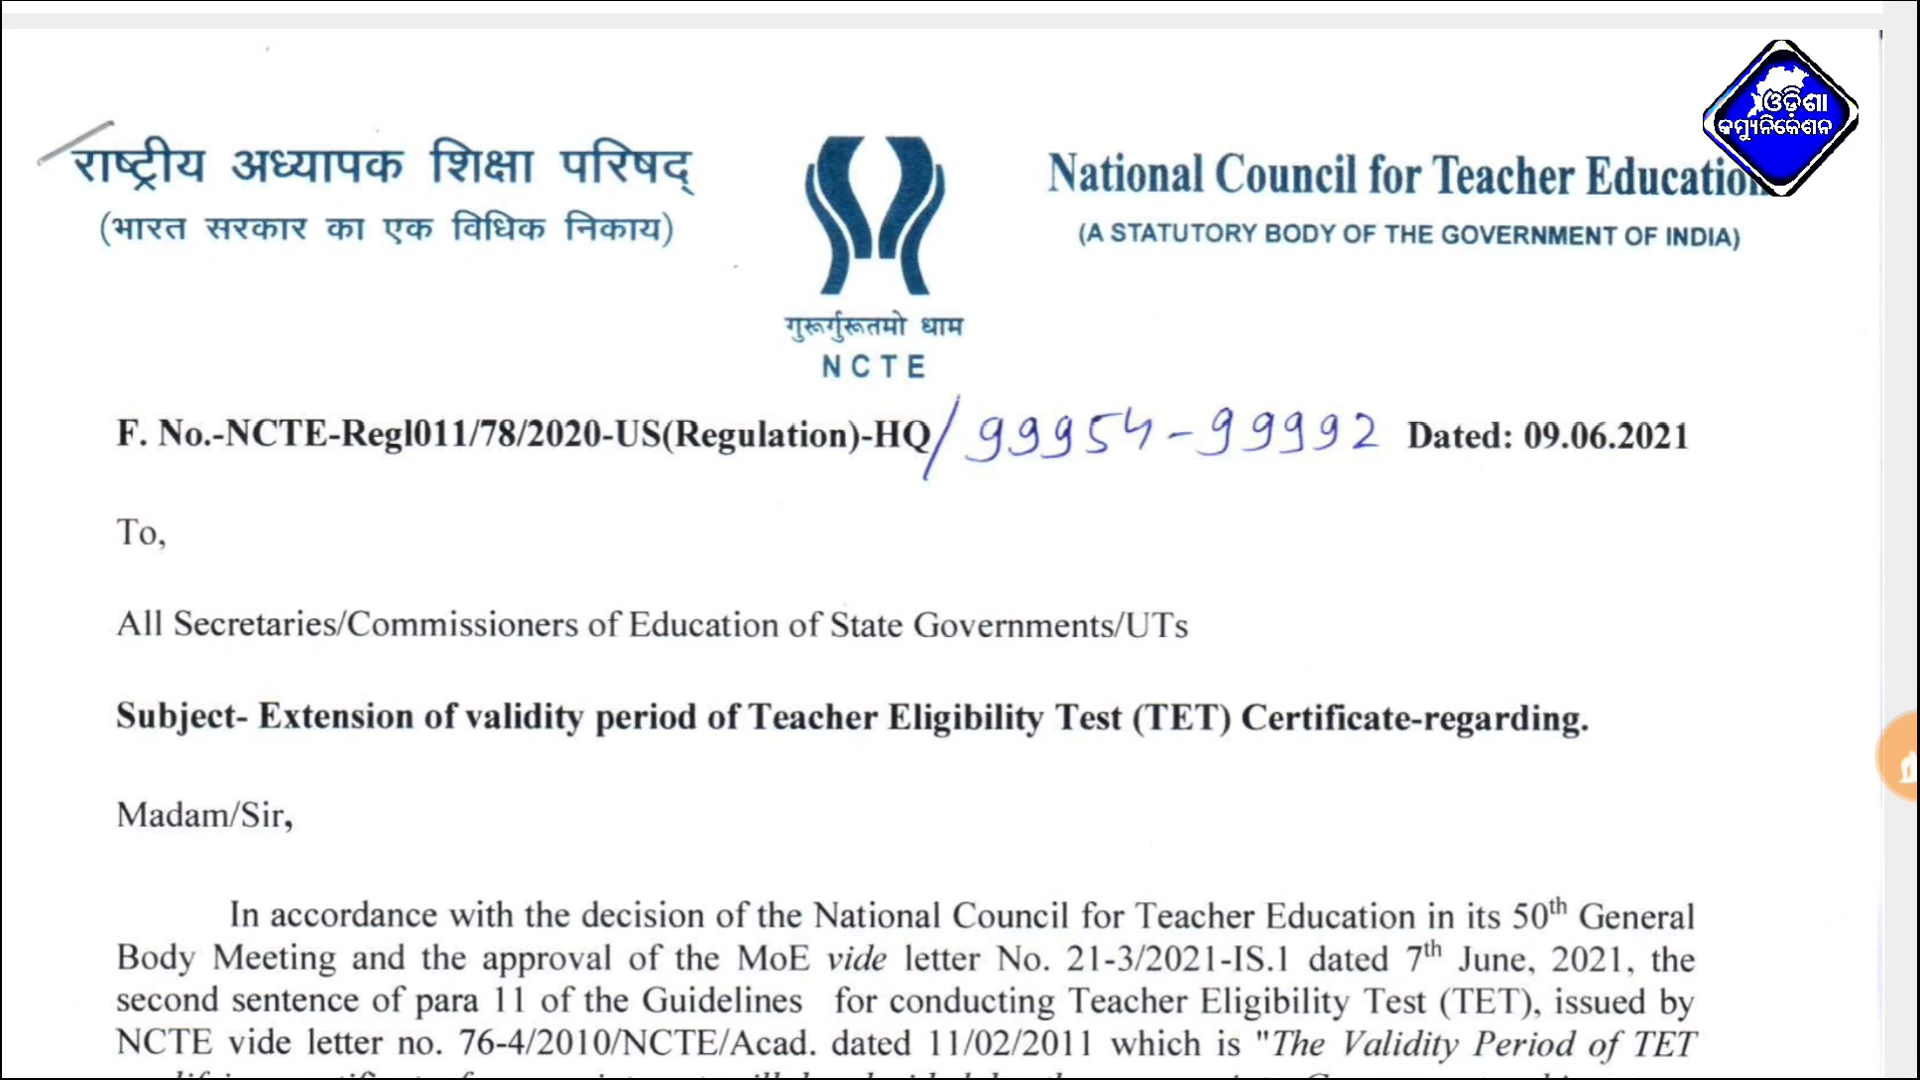 राष्ट्रीय अध्यापक शिक्षा परिषद्
(भारत सरकार का एक विधिक निकाय)
गुरूर्गुरूतमो धाम
NCTE
National Council for Teacher Education
(A STATUTORY BODY OF THE GOVERNMENT OF INDIA)
ଓଡ଼ିଶା
କମ୍ୟୁନିକେଶନ
F. No.-NCTE-Regl011/78/2020-US(Regulation)-HQ/99954-99992 Dated: 09.06.2021
To,
All Secretaries/Commissioners of Education of State Governments/UTs
Subject- Extension of validity period of Teacher Eligibility Test (TET) Certificate-regarding.
Madam/Sir,
In accordance with the decision of the National Council for Teacher Education in its 50th General
Body Meeting and the approval of the MoE vide letter No. 21-3/2021-IS.1 dated 7th June, 2021, the
second sentence of para 11 of the Guidelines for conducting Teacher Eligibility Test (TET), issued by
NCTE vide letter no. 76-4/2010/NCTE/Acad. dated 11/02/2011 which is "The Validity Period of TET